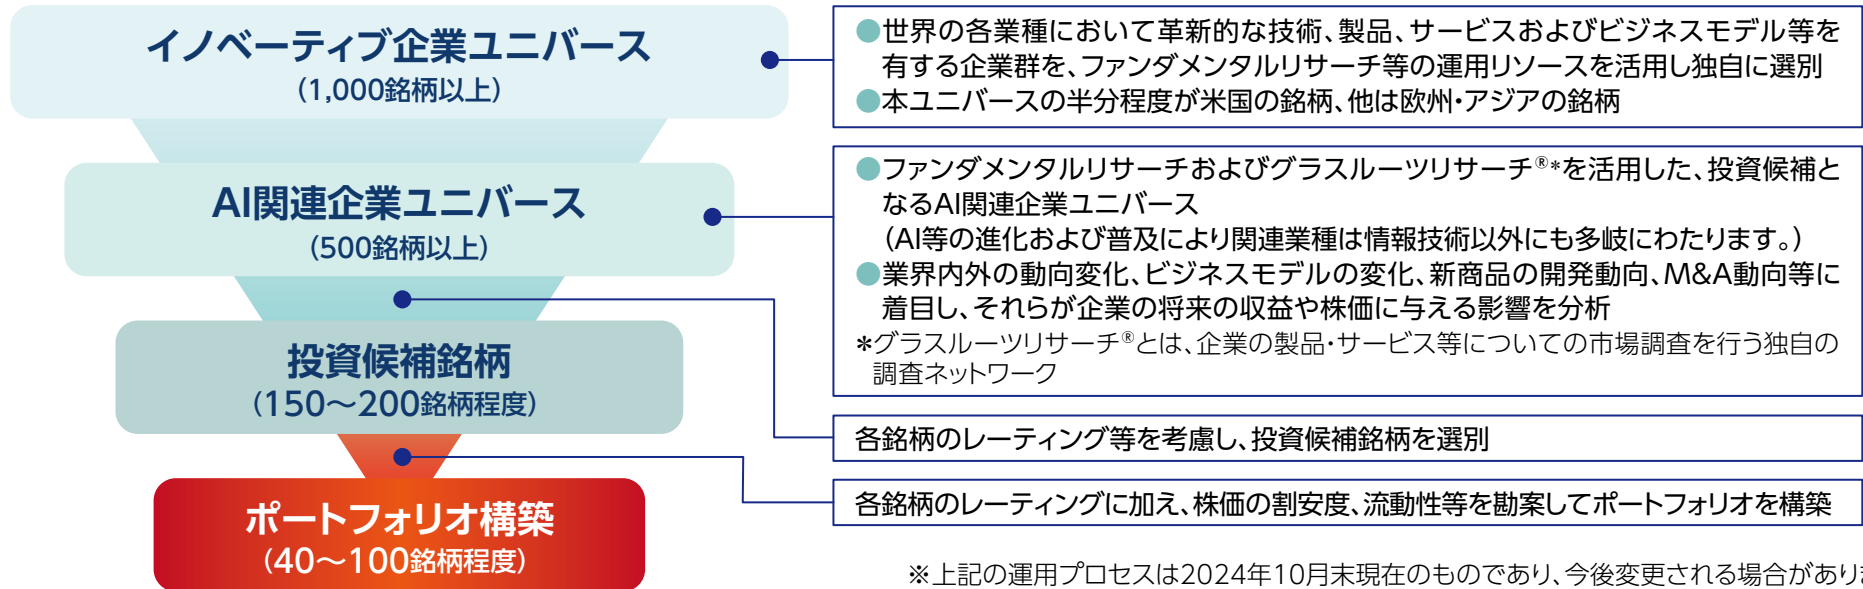 イノベーティブ企業ユニバース
(1,000銘柄以上)
●世界の各業種において革新的な技術、製品、サービスおよびビジネスモデル等を
有する企業群を、ファンダメンタルリサーチ等の運用リソースを活用し独自に選別
●本ユニバースの半分程度が米国の銘柄、他は欧州・アジアの銘柄
AI関連企業ユニバース
(500銘柄以上)
●ファンダメンタルリサーチおよびグラスルーツリサーチ®*を活用した、投資候補と
なるAI関連企業ユニバース
(AI等の進化および普及により関連業種は情報技術以外にも多岐にわたります。)
●業界内外の動向変化、ビジネスモデルの変化、新商品の開発動向、M&A動向等に
着目し、それらが企業の将来の収益や株価に与える影響を分析
*グラスルーツリサーチ®とは、企業の製品・サービス等についての市場調査を行う独自の
調査ネットワーク
投資候補銘柄
(150～200銘柄程度)
各銘柄のレーティング等を考慮し、投資候補銘柄を選別
ポートフォリオ構築
(40～100銘柄程度)
各銘柄のレーティングに加え、株価の割安度、流動性等を勘案してポートフォリオを構築
※上記の運用プロセスは2024年10月末現在のものであり、今後変更される場合があり